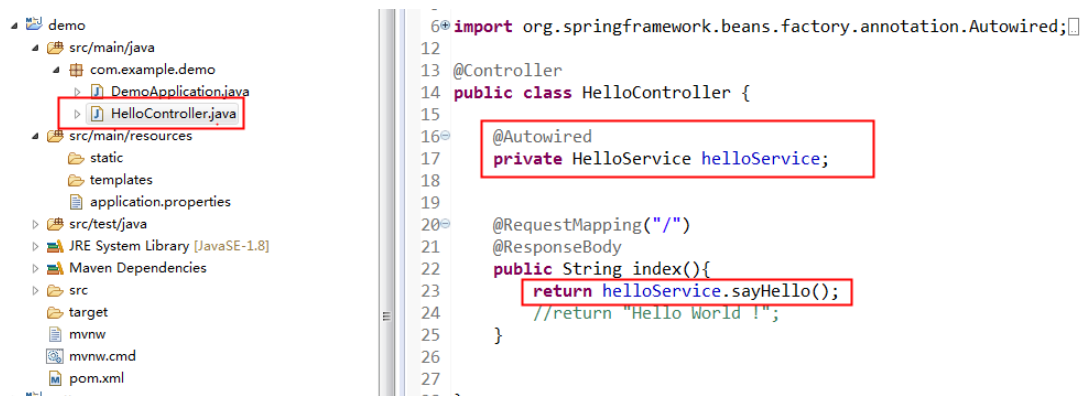 demo
src/main/java
com.example.demo
DemoApplication.java
HelloController.java
src/main/resources
static
templates
application.properties
src/test/java
JRE System Library [JavaSE-1.8]
Maven Dependencies
src
target
mvnw
mvnw.cmd
pom.xml
6 import org.springframework.beans.factory.annotation.Autowired;
12
13 @Controller
14 public class HelloController {
15
16 @Autowired
17 private HelloService helloService;
18
19
20 @RequestMapping("/")
21 @ResponseBody
22 public String index(){
23 return helloService.sayHello();
24 //return "Hello World !";
25 }
26
27